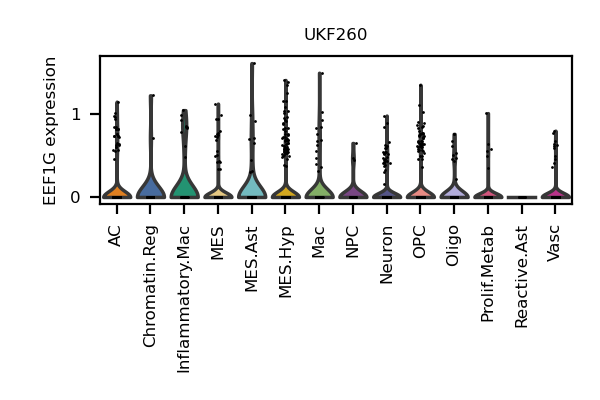 UKF260
EEF1G expression
1
0
AC
Chromatin.Reg
Inflammatory.Mac
MES
MES.Ast
MES.Hyp
Mac
NPC
Neuron
OPC
Oligo
Prolif.Metab
Reactive.Ast
Vasc